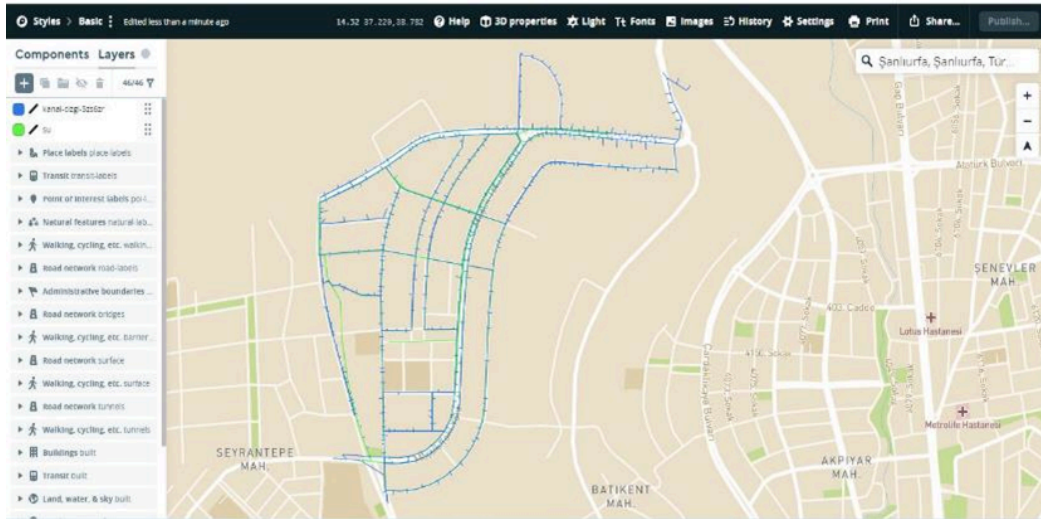 Styles > Basic Edited less than a minute ago 14.32 37.229,38.782 Help 3D properties Light Fonts Images History Settings Print Share... Publish...
Components Layers
46/46
su
Place labels place-labels
Transit transit-labels
Point of interest labels poi-l...
Natural features natural-lab...
Walking, cycling, etc. walkin...
Road network road-labels
Administrative boundaries ...
Road network bridges
Walking, cycling, etc. barrier...
Road network surface
Walking, cycling, etc. surface
Road network tunnels
Walking, cycling, etc. tunnels
Buildings built
Transit built
Land, water, & sky built
Şanlıurfa, Şanlıurfa, Tür...
Gap Bulvarı
Atatürk Bulvarı
ŞENEVLER
MAH.
403. Cadde
Lotus Hastanesi
4150. Sokak
Metrolife Hastanesi
AKPIYAR
MAH.
SEYRANTEPE
MAH.
BATIKENT
MAH.